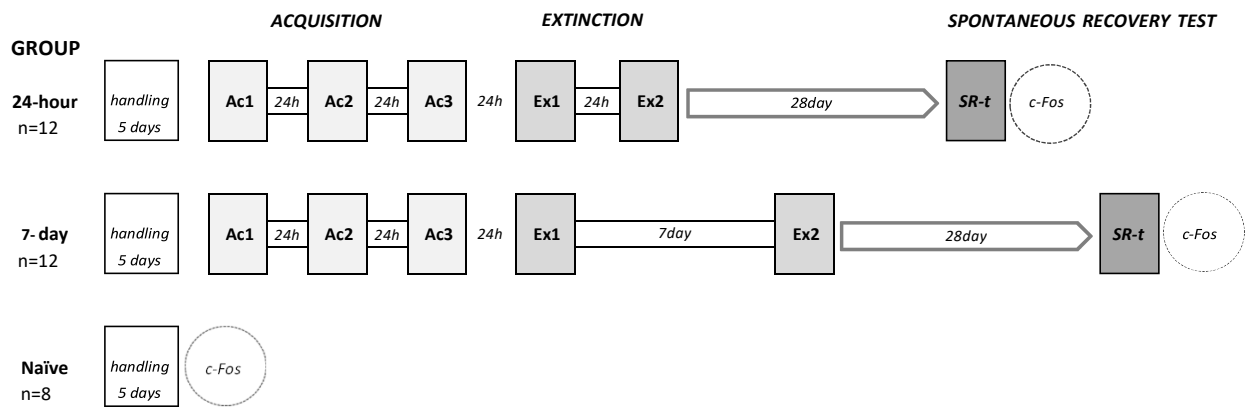 ACQUISITION EXTINCTION SPONTANEOUS RECOVERY TEST
GROUP
24-hour
n=12
handling
5 days
Ac1 24h Ac2 24h Ac3 24h Ex1 24h Ex2 28day SR-t c-Fos
7- day
n=12
handling
5 days
Ac1 24h Ac2 24h Ac3 24h Ex1 7day Ex2 28day SR-t c-Fos
Naïve
n=8
handling
5 days
c-Fos